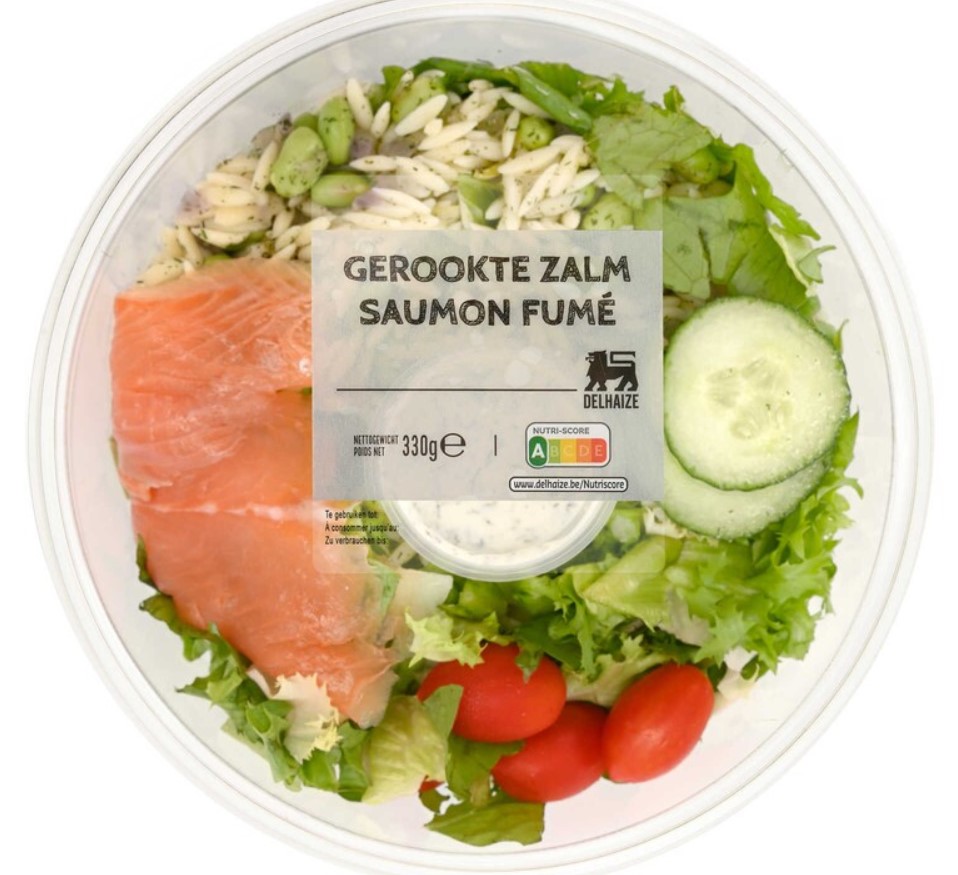 GEROOKTE ZALM
SAUMON FUMÉ
DELHAIZE
NUTRI-SCORE
ABCDE
NETTOGEWICHT
POIDS NET
330g e
www.delhaize.be/Nutriscore
Te gebruiken tot:
À consommer jusqu'au:
Zu verbrauchen bis: